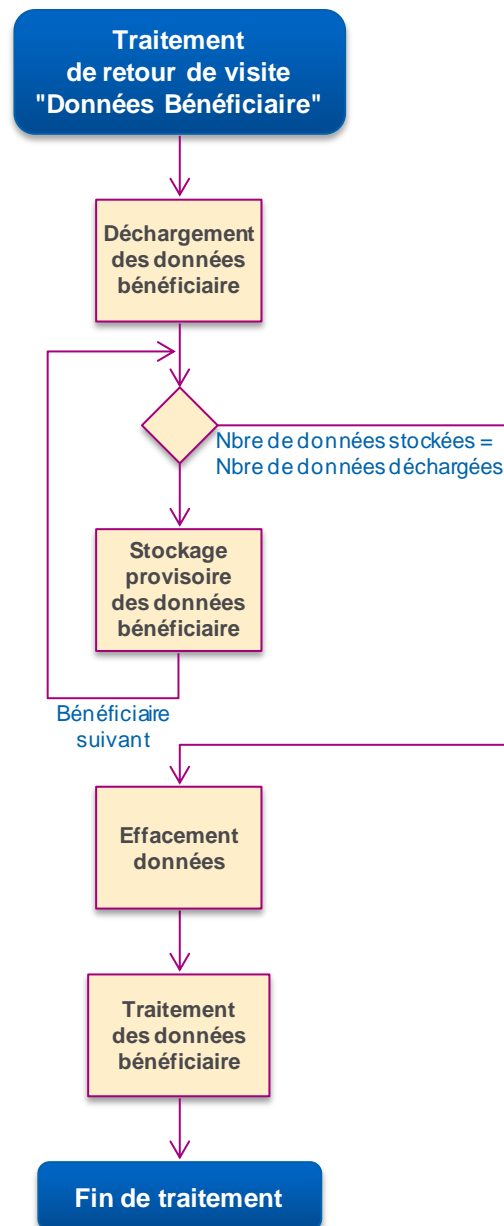 Traitement
de retour de visite
"Données Bénéficiaire"
Déchargement
des données
bénéficiaire
Nbre de données stockées =
Nbre de données déchargées
Stockage
provisoire
des données
bénéficiaire
Bénéficiaire
suivant
Effacement
données
Traitement
des données
bénéficiaire
Fin de traitement